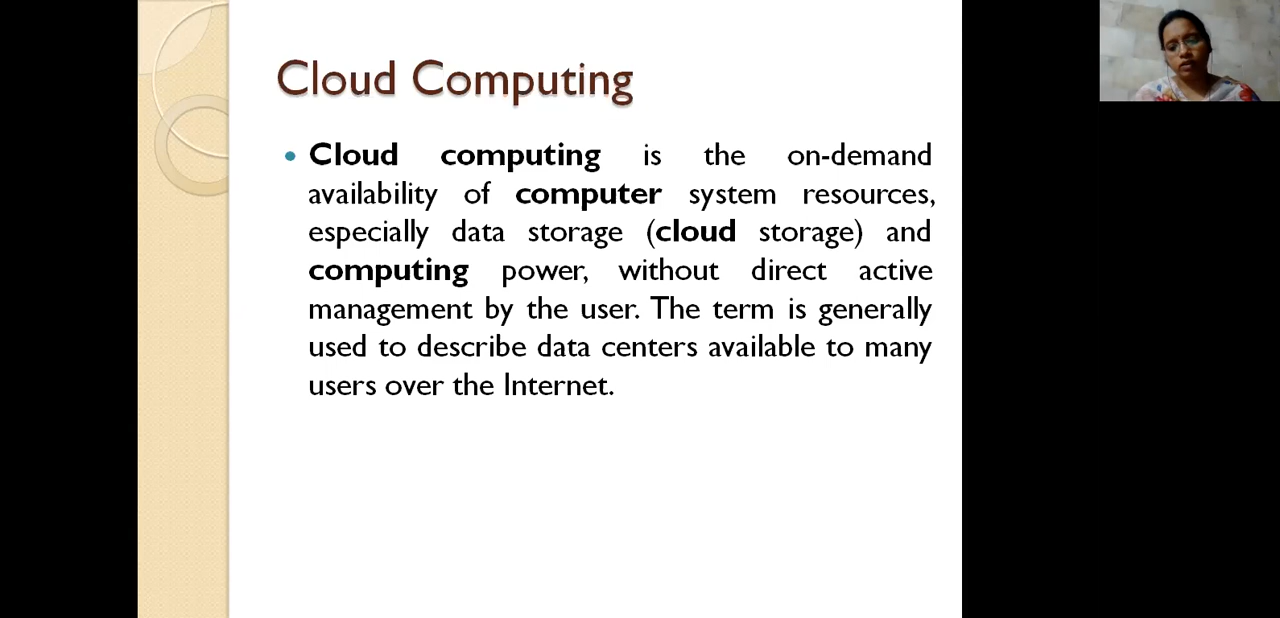 Cloud Computing
Cloud computing is the on-demand
availability of computer system resources,
especially data storage (cloud storage) and
computing power, without direct active
management by the user. The term is generally
used to describe data centers available to many
users over the Internet.